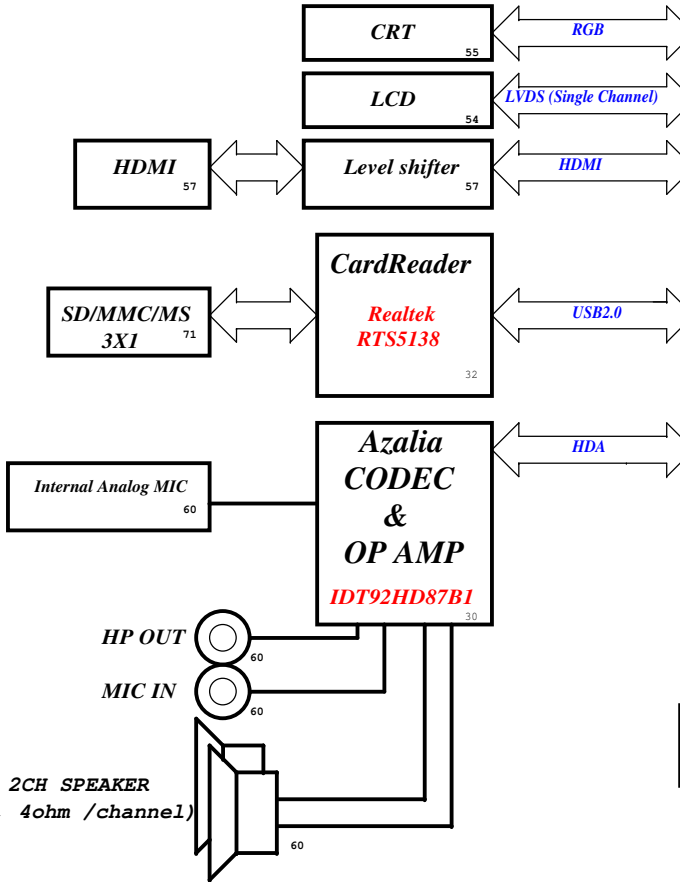 CRT
55
RGB
LCD
54
LVDS (Single Channel)
HDMI
57
Level shifter
57
HDMI
CardReader
Realtek
RTS5138
32
SD/MMC/MS
3X1
71
USB2.0
Azalia
CODEC
&
OP AMP
IDT92HD87B1
30
HDA
Internal Analog MIC
60
HP OUT
60
MIC IN
60
2CH SPEAKER
4ohm /channel)
60